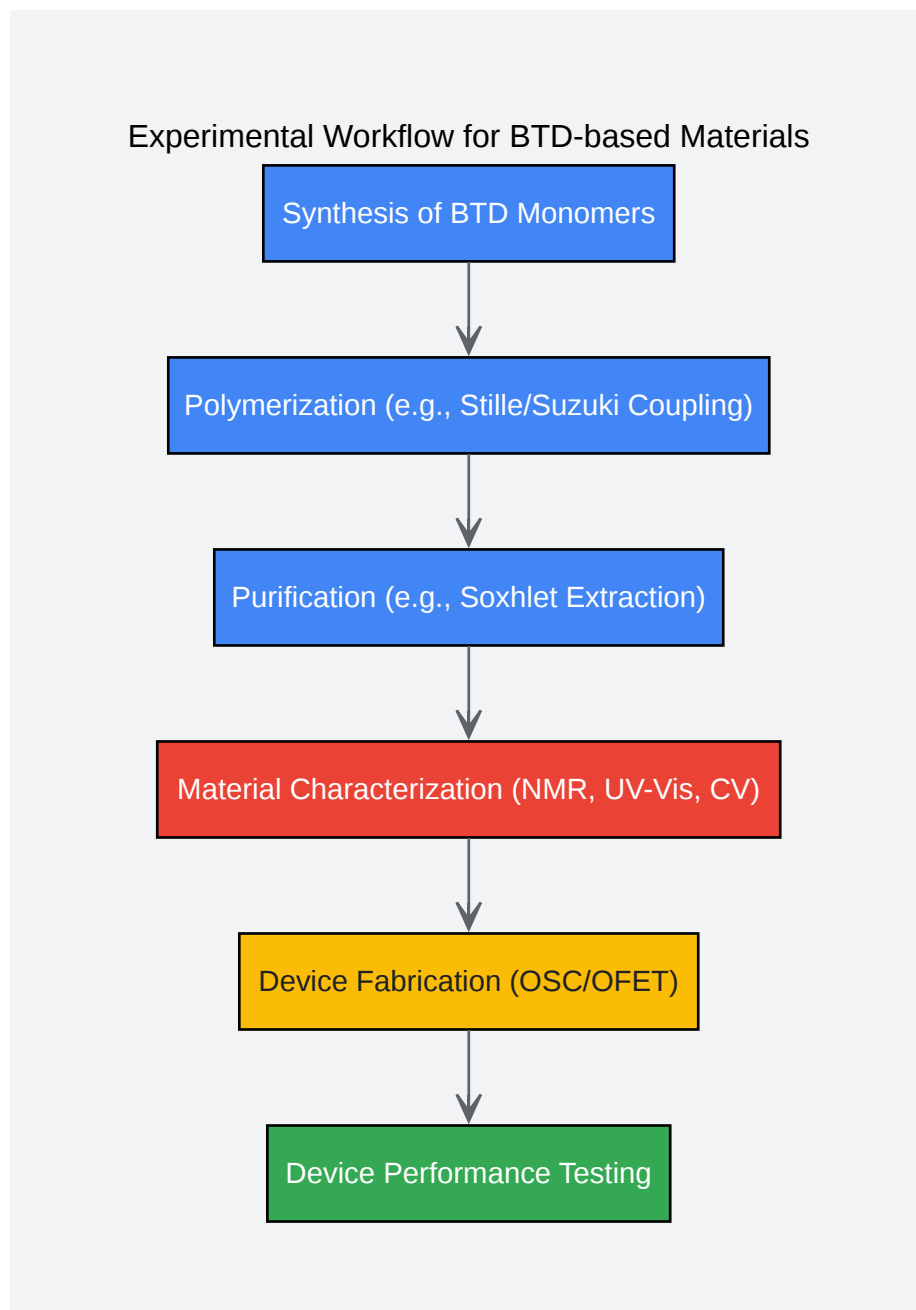 Experimental Workflow for BTD-based Materials
Synthesis of BTD Monomers
Polymerization (e.g., Stille/Suzuki Coupling)
Purification (e.g., Soxhlet Extraction)
Material Characterization (NMR, UV-Vis, CV)
Device Fabrication (OSC/OFET)
Device Performance Testing